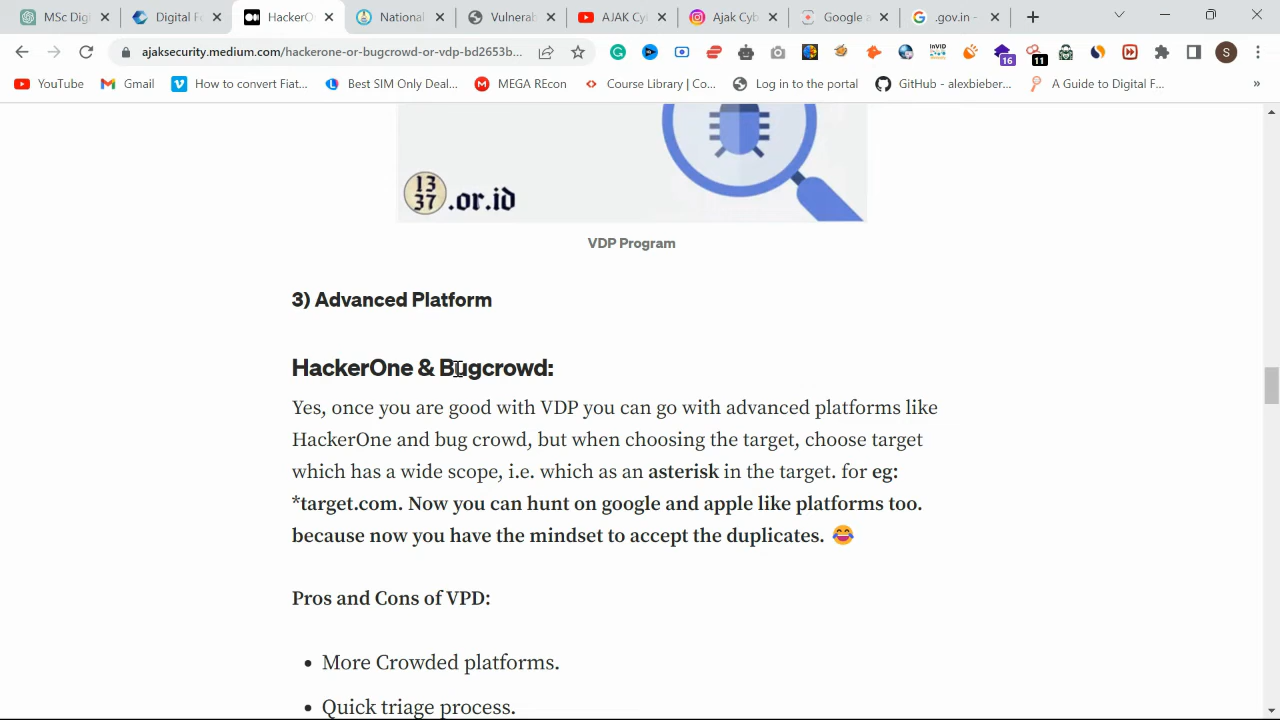 MSc Dig
Digital Fo
HackerO
National
Vulnerab
AJAK Cy
Ajak Cyb
Google a
.gov.in -
ajaksecurity.medium.com/hackerone-or-bugcrowd-or-vdp-bd2653b...
16
11
S
YouTube
Gmail
How to convert Fiat...
Best SIM Only Deal...
MEGA REcon
Course Library | Co...
Log in to the portal
GitHub - alexbieber...
A Guide to Digital F...
»
13
37 .or.id
VDP Program
3) Advanced Platform
HackerOne & Bugcrowd:
Yes, once you are good with VDP you can go with advanced platforms like
HackerOne and bug crowd, but when choosing the target, choose target
which has a wide scope, i.e. which as an asterisk in the target. for eg:
*target.com. Now you can hunt on google and apple like platforms too.
because now you have the mindset to accept the duplicates. 😂
Pros and Cons of VPD:
• More Crowded platforms.
• Quick triage process.